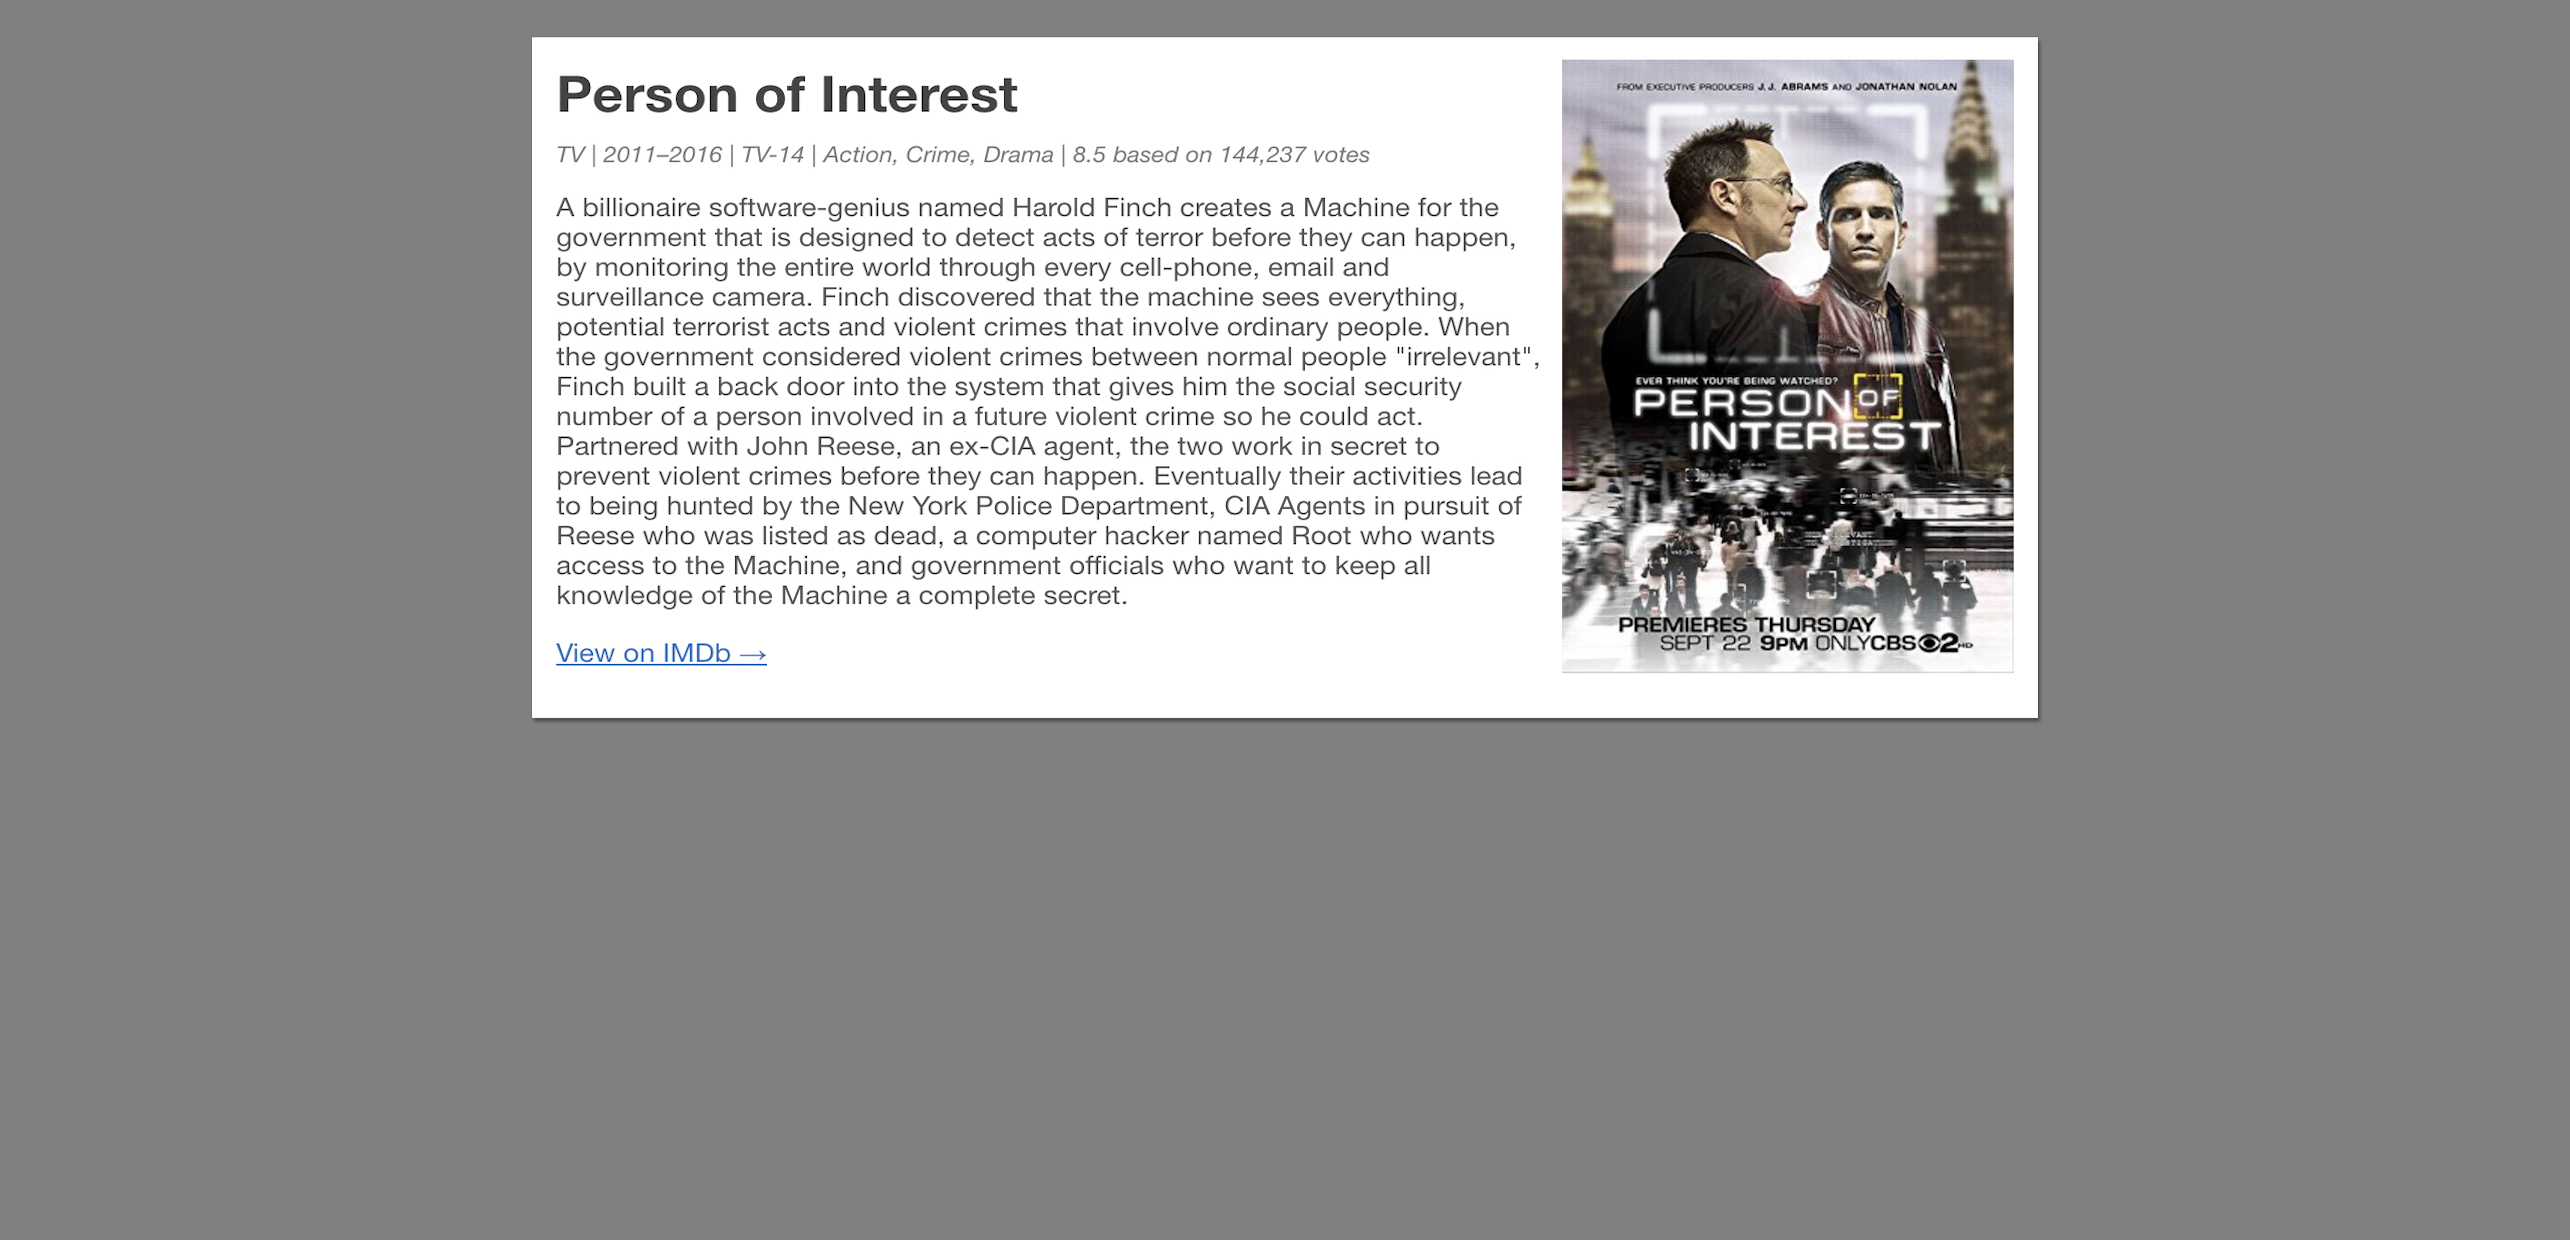 Person of Interest
TV | 2011–2016 | TV-14 | Action, Crime, Drama | 8.5 based on 144,237 votes
A billionaire software-genius named Harold Finch creates a Machine for the
government that is designed to detect acts of terror before they can happen,
by monitoring the entire world through every cell-phone, email and
surveillance camera. Finch discovered that the machine sees everything,
potential terrorist acts and violent crimes that involve ordinary people. When
the government considered violent crimes between normal people "irrelevant",
Finch built a back door into the system that gives him the social security
number of a person involved in a future violent crime so he could act.
Partnered with John Reese, an ex-CIA agent, the two work in secret to
prevent violent crimes before they can happen. Eventually their activities lead
to being hunted by the New York Police Department, CIA Agents in pursuit of
Reese who was listed as dead, a computer hacker named Root who wants
access to the Machine, and government officials who want to keep all
knowledge of the Machine a complete secret.
View on IMDb →
FROM EXECUTIVE PRODUCERS J.J. ABRAMS AND JONATHAN NOLAN
EVER THINK YOU'RE BEING WATCHED?
PERSON OF
INTEREST
PREMIERES THURSDAY
SEPT 22 9PM ONLY CBS 2 HD